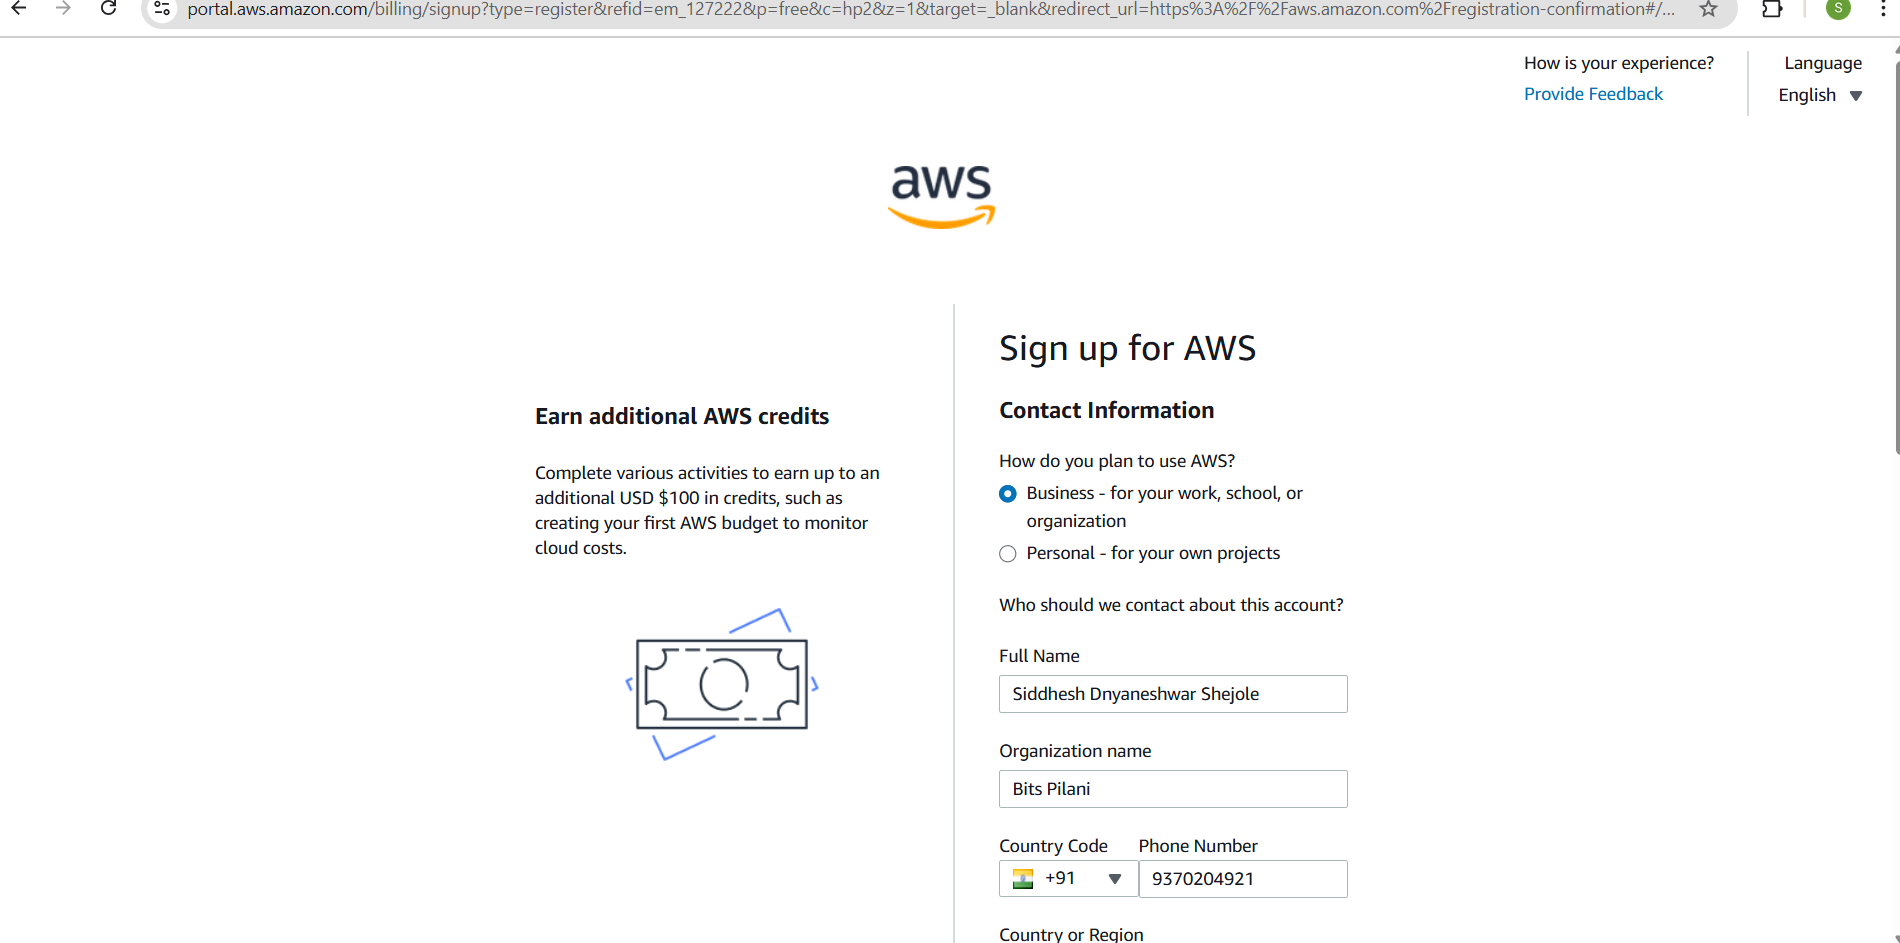 portal.aws.amazon.com/billing/signup?type=register&refid=em_127222&p=free&c=hp2&z=1&target=_blank&redirect_url=https%3A%2F%2Faws.amazon.com%2Fregistration-confirmation#/...
S
How is your experience?
Provide Feedback
Language
English
aws
Earn additional AWS credits
Complete various activities to earn up to an
additional USD $100 in credits, such as
creating your first AWS budget to monitor
cloud costs.
Sign up for AWS
Contact Information
How do you plan to use AWS?
Business - for your work, school, or
organization
Personal - for your own projects
Who should we contact about this account?
Full Name
Siddhesh Dnyaneshwar Shejole
Organization name
Bits Pilani
Country Code Phone Number
+91 9370204921
Country or Region